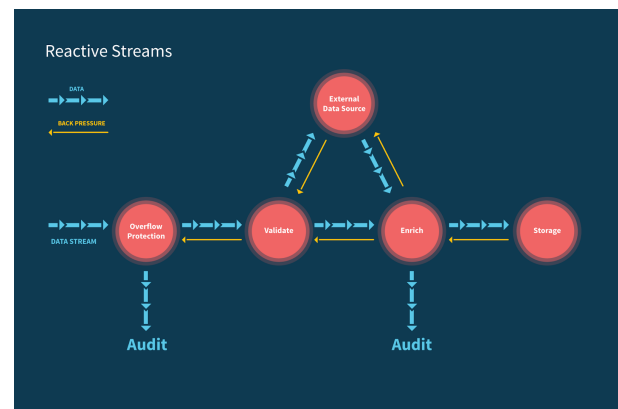 Reactive Streams
DATA
BACK PRESSURE
External
Data Source
DATA STREAM
Overflow
Protection
Validate
Enrich
Storage
Audit
Audit